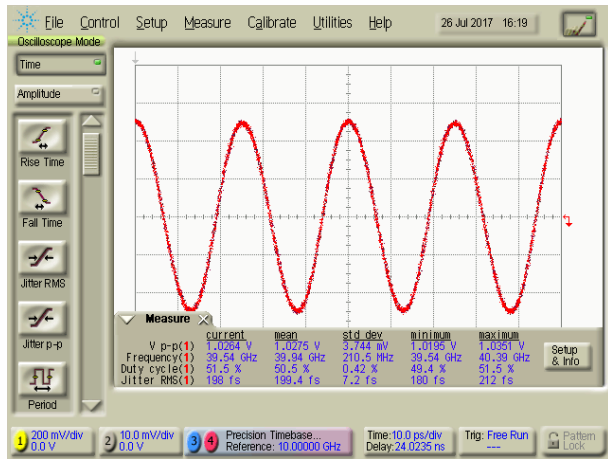 File Control Setup Measure Calibrate Utilities Help 26 Jul 2017 16:19
Oscilloscope Mode
Time
Amplitude
Rise Time
Fall Time
Jitter RMS
Jitter p-p
Period
Measure
current mean std dev minimum maximum
V p-p(1) 1.0264 V 1.0275 V 3.744 mV 1.0195 V 1.0351 V
Frequency(1) 39.54 GHz 39.94 GHz 210.5 MHz 39.54 GHz 40.39 GHz
Duty cycle(1) 51.5 % 50.5 % 0.42 % 49.4 % 51.5 %
Jitter RMS(1) 198 fs 199.4 fs 7.2 fs 180 fs 212 fs
Setup
& Info
1 200 mV/div
0.0 V
2 10.0 mV/div
0.0 V
3 4 Precision Timebase...
Reference: 10.00000 GHz
Time:10.0 ps/div
Delay:24.0235 ns
Trig: Free Run
---
Pattern
Lock